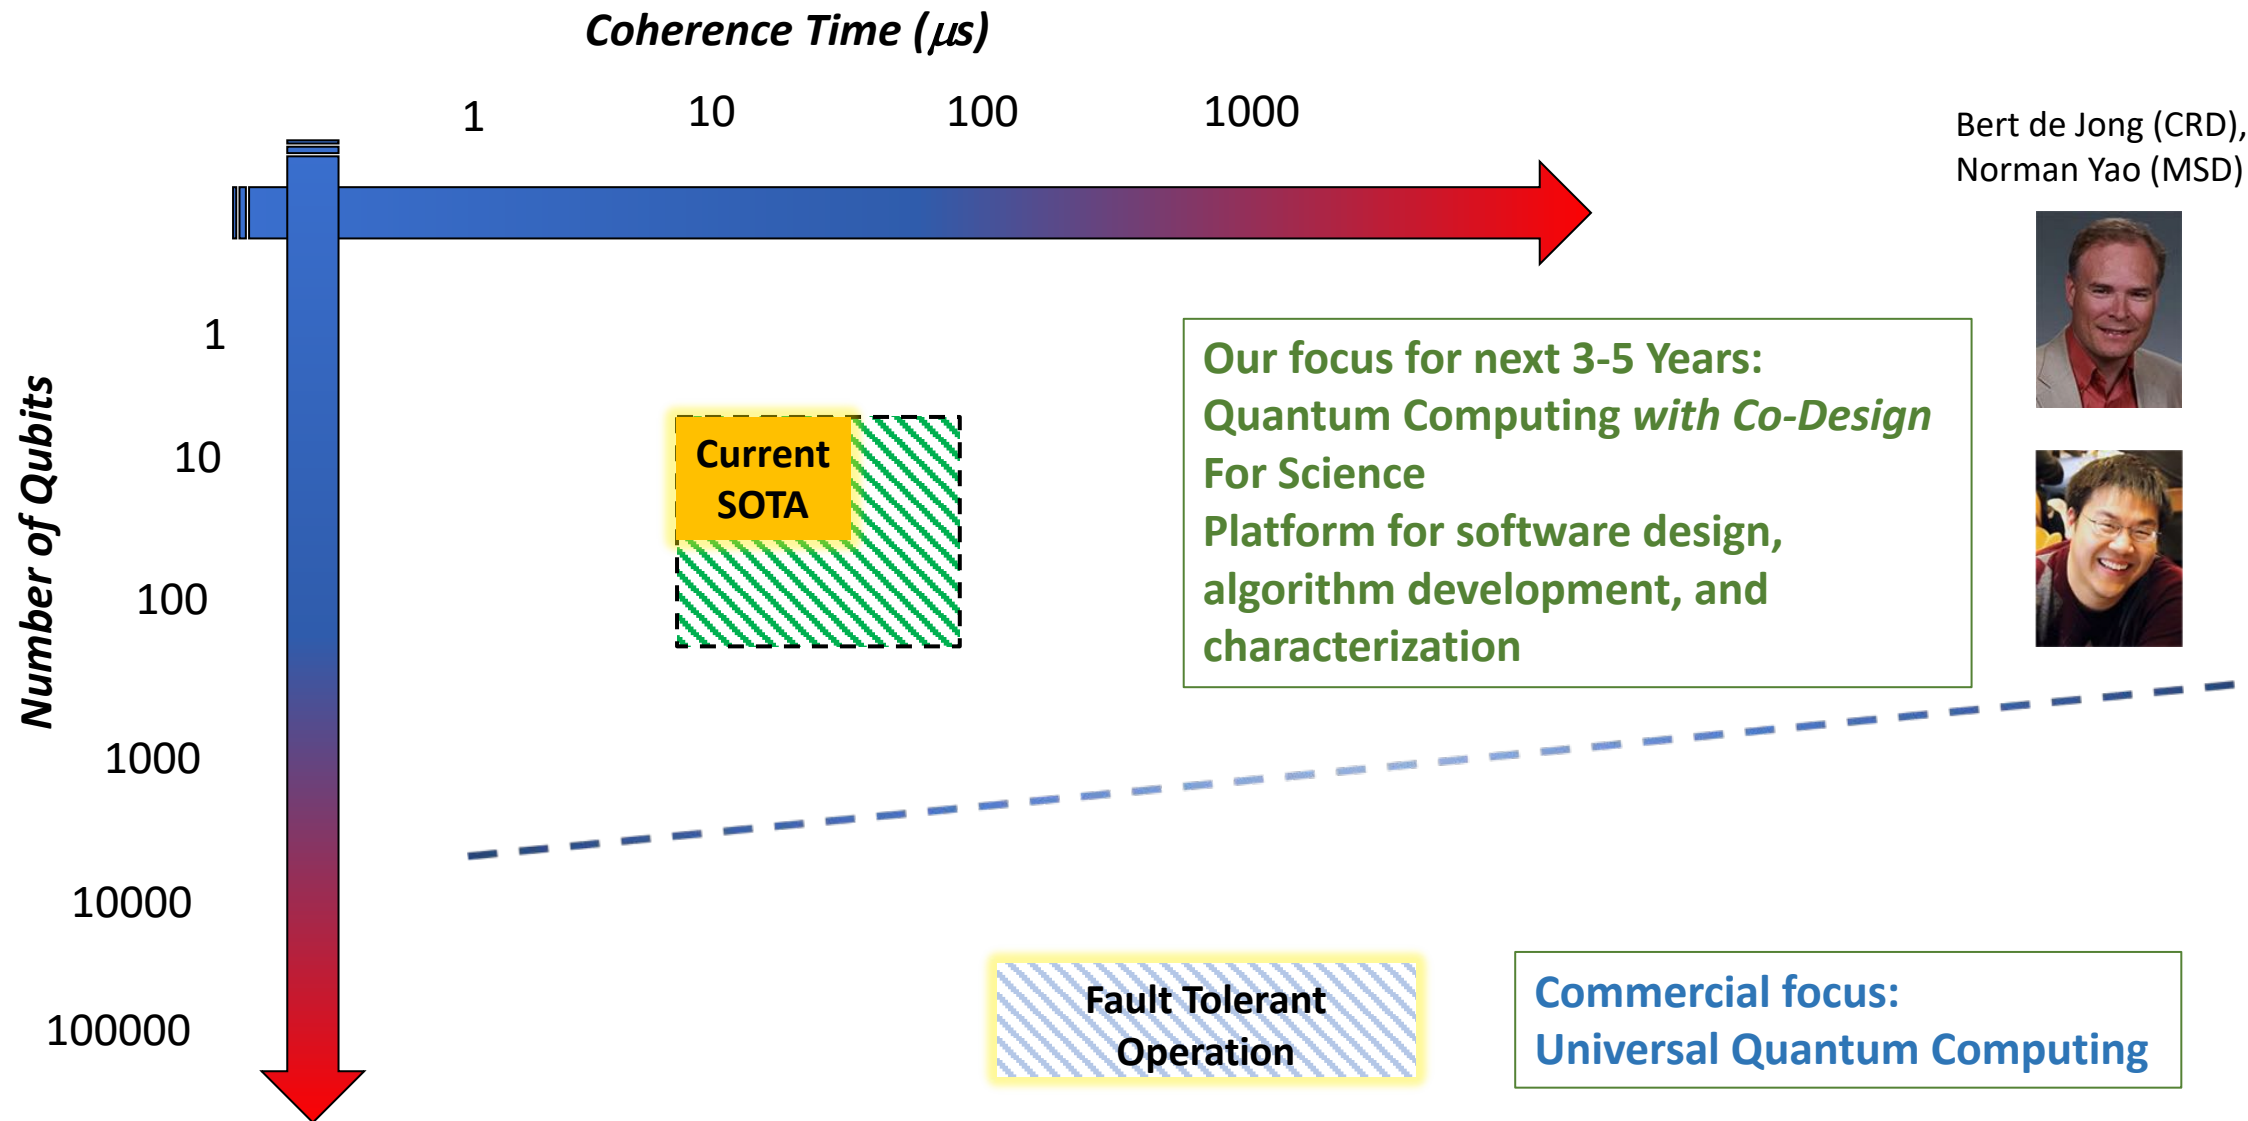 Coherence Time (μs)
1 10 100 1000
Bert de Jong (CRD),
Norman Yao (MSD)
Number of Qubits
1
10
100
1000
10000
100000
Current
SOTA
Our focus for next 3-5 Years:
Quantum Computing with Co-Design
For Science
Platform for software design,
algorithm development, and
characterization
Fault Tolerant
Operation
Commercial focus:
Universal Quantum Computing